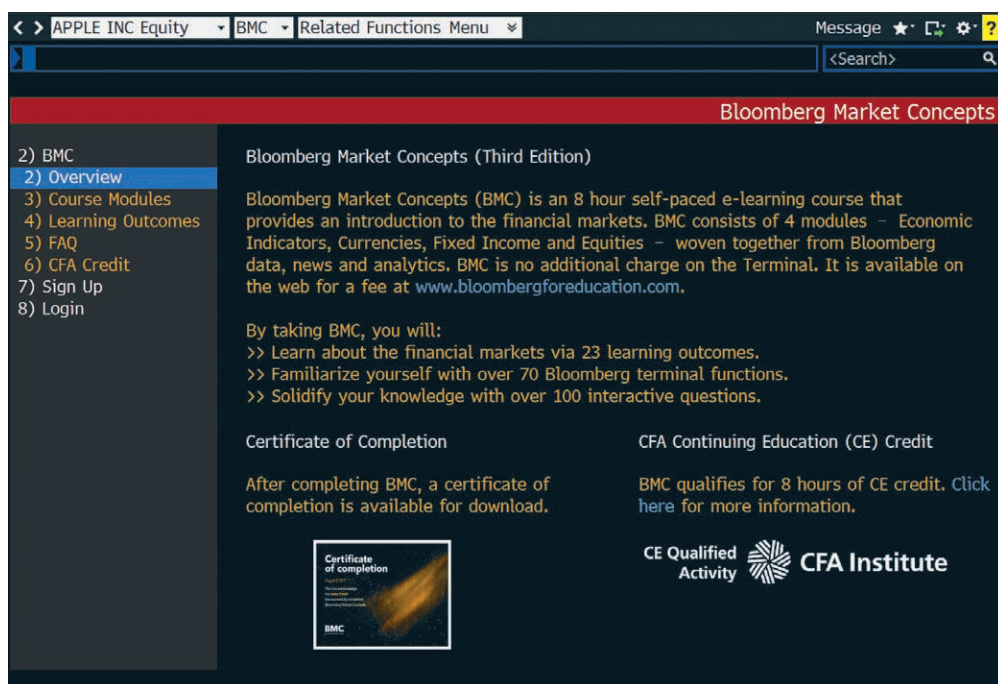 < > APPLE INC Equity BMC Related Functions Menu Message ?
<Search>
Bloomberg Market Concepts
2) BMC
2) Overview
3) Course Modules
4) Learning Outcomes
5) FAQ
6) CFA Credit
7) Sign Up
8) Login
Bloomberg Market Concepts (Third Edition)
Bloomberg Market Concepts (BMC) is an 8 hour self-paced e-learning course that
provides an introduction to the financial markets. BMC consists of 4 modules – Economic
Indicators, Currencies, Fixed Income and Equities – woven together from Bloomberg
data, news and analytics. BMC is no additional charge on the Terminal. It is available on
the web for a fee at www.bloombergforeducation.com.
By taking BMC, you will:
>> Learn about the financial markets via 23 learning outcomes.
>> Familiarize yourself with over 70 Bloomberg terminal functions.
>> Solidify your knowledge with over 100 interactive questions.
Certificate of Completion
After completing BMC, a certificate of
completion is available for download.
Certificate
of completion
BMC
CFA Continuing Education (CE) Credit
BMC qualifies for 8 hours of CE credit. Click
here for more information.
CE Qualified
Activity
CFA Institute